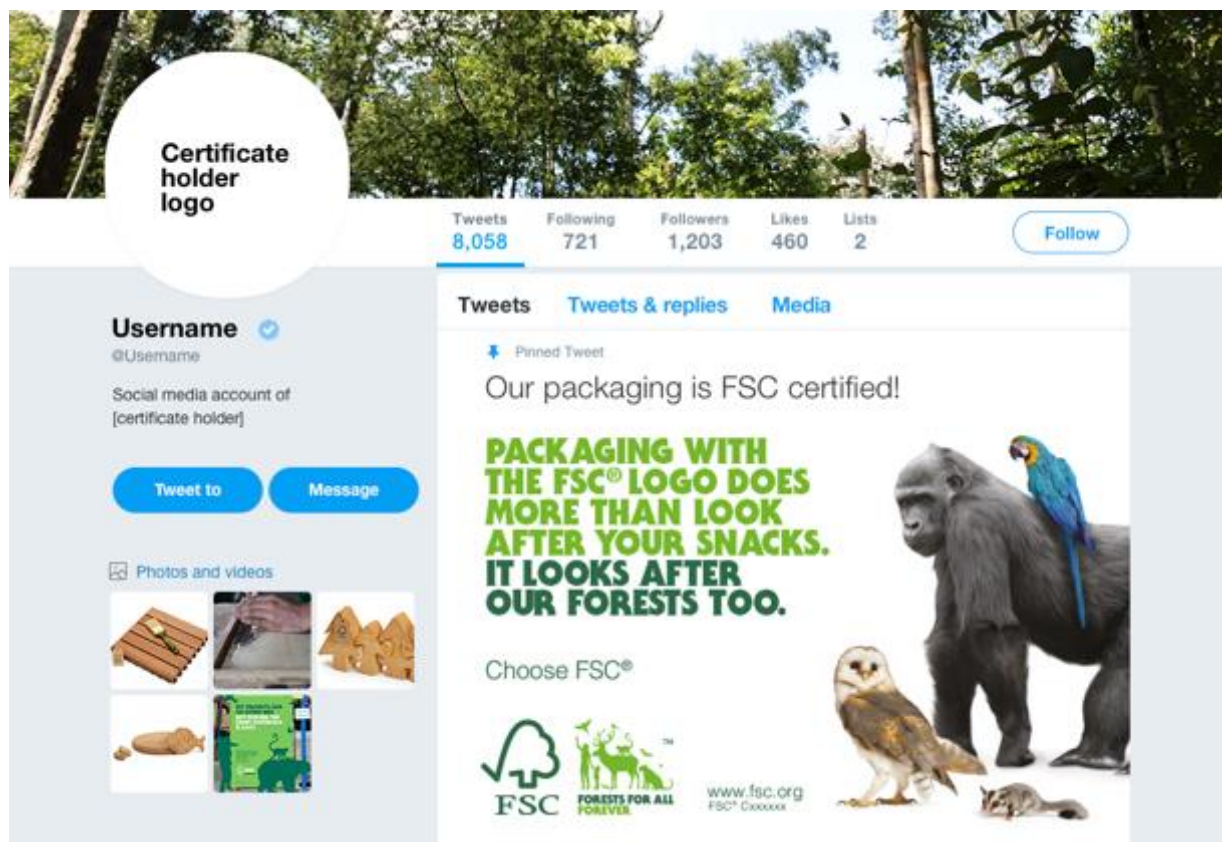 Certificate
holder
logo
Tweets Following Followers Likes Lists
8,058 721 1,203 460 2
Follow
Username
@Username
Social media account of
[certificate holder]
Tweet to Message
Photos and videos
Tweets Tweets & replies Media
Pinned Tweet
Our packaging is FSC certified!
PACKAGING WITH
THE FSC® LOGO DOES
MORE THAN LOOK
AFTER YOUR SNACKS.
IT LOOKS AFTER
OUR FORESTS TOO.
Choose FSC®
FSC
™
FORESTS FOR ALL
FOREVER
www.fsc.org
FSC® Cxxxxxx